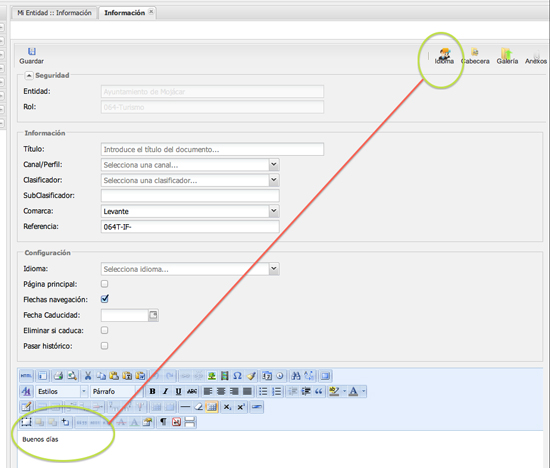 Mi Entidad :: Información
Información
Guardar
Idioma
Cabecera
Galería
Anexos
Seguridad
Entidad:
Ayuntamiento de Mojácar
Rol:
064-Turismo
Información
Título:
Introduce el título del documento...
Canal/Perfil:
Selecciona una canal...
Clasificador:
Selecciona una clasificador...
SubClasificador:
Comarca:
Levante
Referencia:
064T-IF-
Configuración
Idioma:
Selecciona idioma...
Página principal:
Flechas navegación:
Fecha Caducidad:
Eliminar si caduca:
Pasar histórico:
HTML
Estilos
Párrafo
B I U ABC
Buenos días